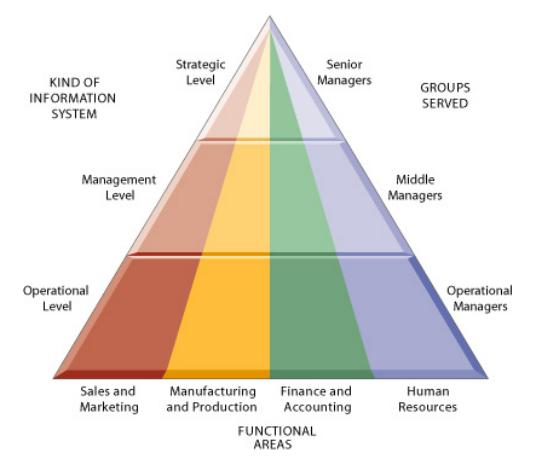 Strategic
Level
Senior
Managers
KIND OF
INFORMATION
SYSTEM
GROUPS
SERVED
Management
Level
Middle
Managers
Operational
Level
Operational
Managers
Sales and
Marketing
Manufacturing
and Production
Finance and
Accounting
Human
Resources
FUNCTIONAL
AREAS